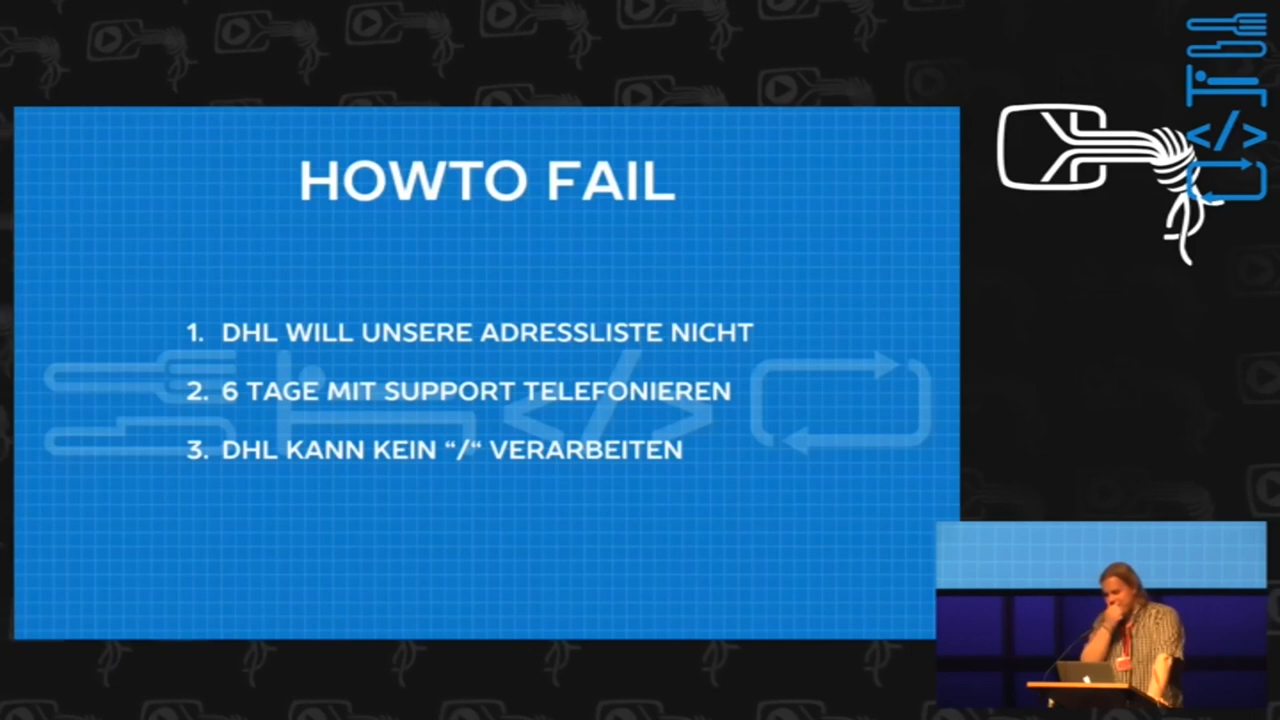 HOWTO FAIL
1. DHL WILL UNSERE ADRESSLISTE NICHT
2. 6 TAGE MIT SUPPORT TELEFONIEREN
3. DHL KANN KEIN “/“ VERARBEITEN